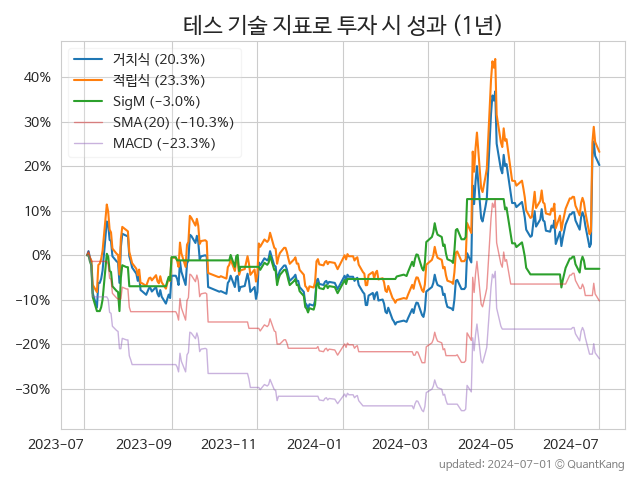 테스 기술 지표로 투자 시 성과 (1년)
거치식 (20.3%)
적립식 (23.3%)
SigM (−3.0%)
SMA(20) (−10.3%)
MACD (−23.3%)
40%
30%
20%
10%
0%
−10%
−20%
−30%
2023-07 2023-09 2023-11 2024-01 2024-03 2024-05 2024-07
updated: 2024-07-01 © QuantKang